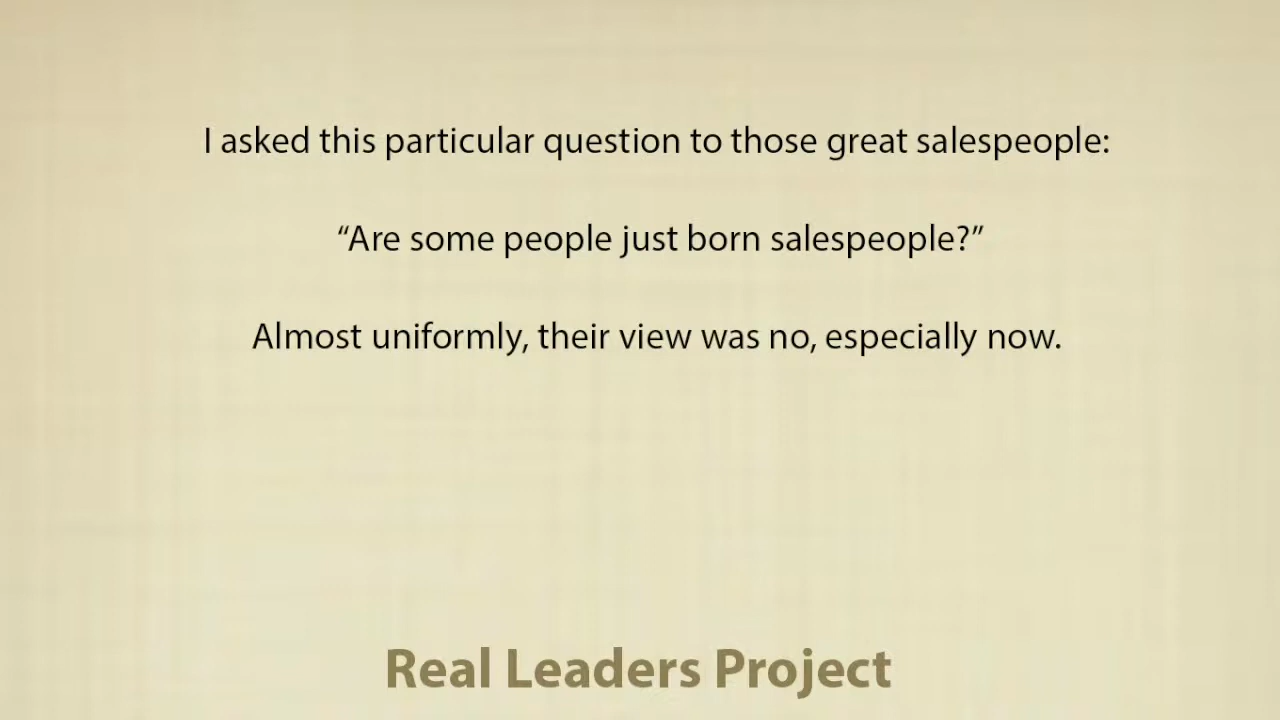 I asked this particular question to those great salespeople:
“Are some people just born salespeople?”
Almost uniformly, their view was no, especially now.
Real Leaders Project